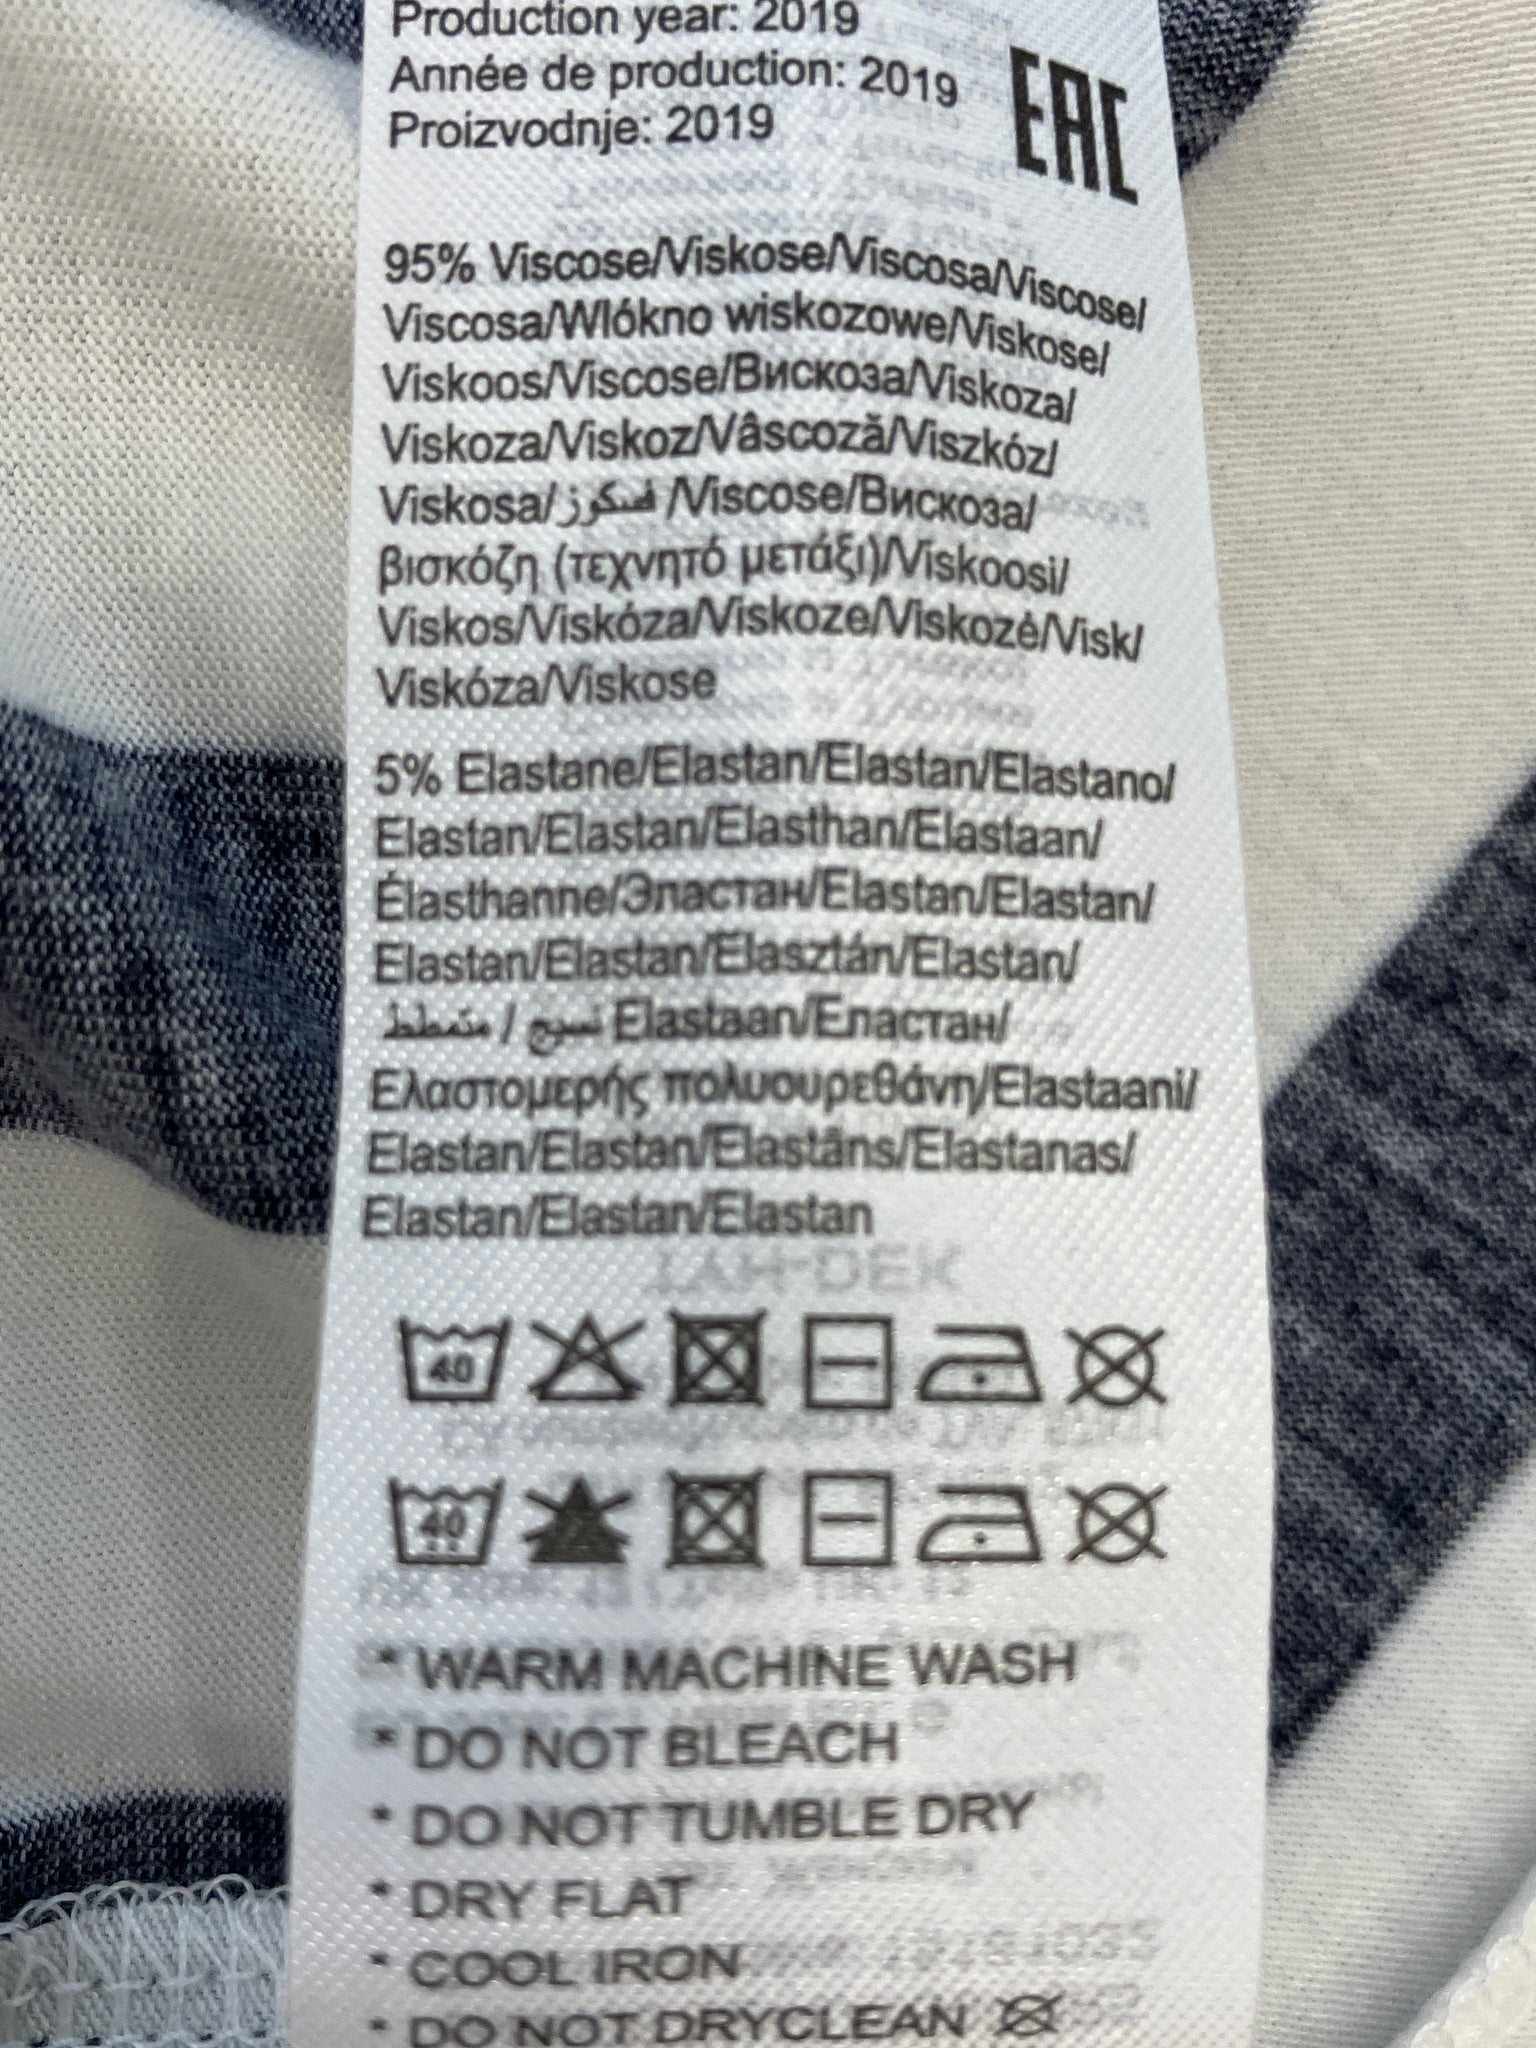 Production year: 2019
Année de production: 2019
Proizvodnje: 2019
EAC
95% Viscose/Viskose/Viscosa/Viscose/
Viscosa/Wlókno wiskozowe/Viskose/
Viskoos/Viscose/Вискоза/Viskoza/
Viskoza/Viskoz/Vâscoză/Viszkóz/
Viskosa/فسكوز/Viscose/Вискоза/
βισκόζη (τεχνητό μετάξι)/Viskoosi/
Viskos/Viskóza/Viskoze/Viskozė/Visk/
Viskóza/Viskose
5% Elastane/Elastan/Elastan/Elastano/
Elastan/Elastan/Elasthan/Elastaan/
Élasthanne/Эластан/Elastan/Elastan/
Elastan/Elastan/Elasztán/Elastan/
نسيج / متمطط Elastaan/Еластан/
Ελαστομερής πολυουρεθάνη/Elastaani/
Elastan/Elastan/Elastāns/Elastanas/
Elastan/Elastan/Elastan
40
40
* WARM MACHINE WASH
* DO NOT BLEACH
* DO NOT TUMBLE DRY
* DRY FLAT
* COOL IRON
* DO NOT DRYCLEAN